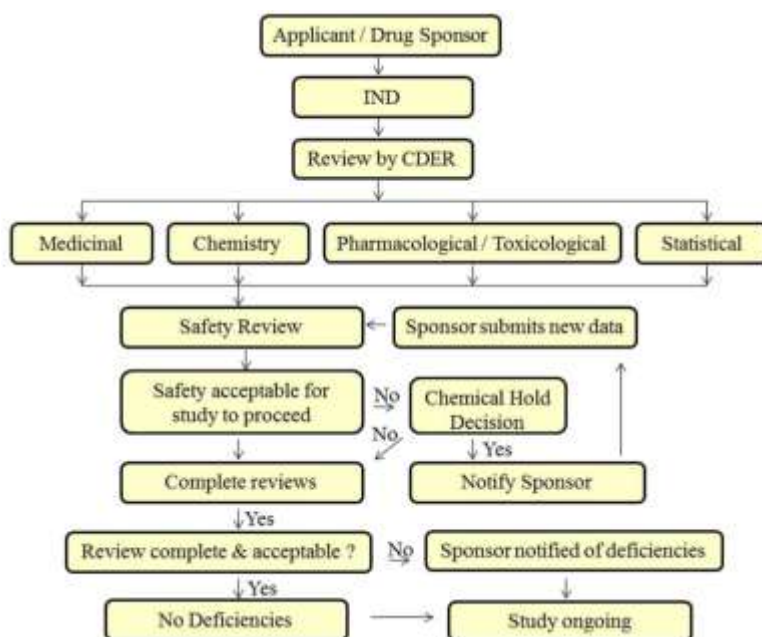 Applicant / Drug Sponsor
IND
Review by CDER
Medicinal
Chemistry
Pharmacological / Toxicological
Statistical
Safety Review
Sponsor submits new data
Safety acceptable for
study to proceed
No
Chemical Hold
Decision
No
Yes
Complete reviews
Notify Sponsor
Yes
Review complete & acceptable ?
No
Sponsor notified of deficiencies
Yes
No Deficiencies
Study ongoing